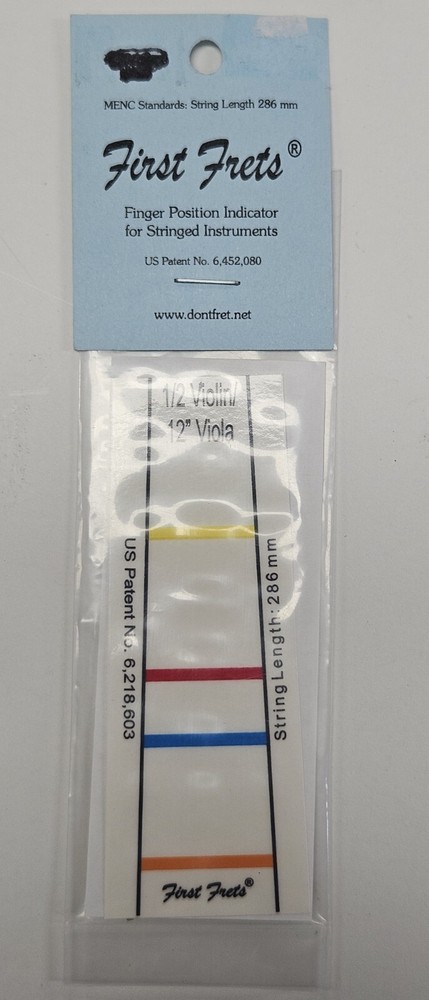 MENC Standards: String Length 286 mm
First Frets®
Finger Position Indicator
for Stringed Instruments
US Patent No. 6,452,080
www.dontfret.net
1/2 Violin/
12" Viola
US Patent No. 6,218,603
String Length: 286 mm
First Frets®